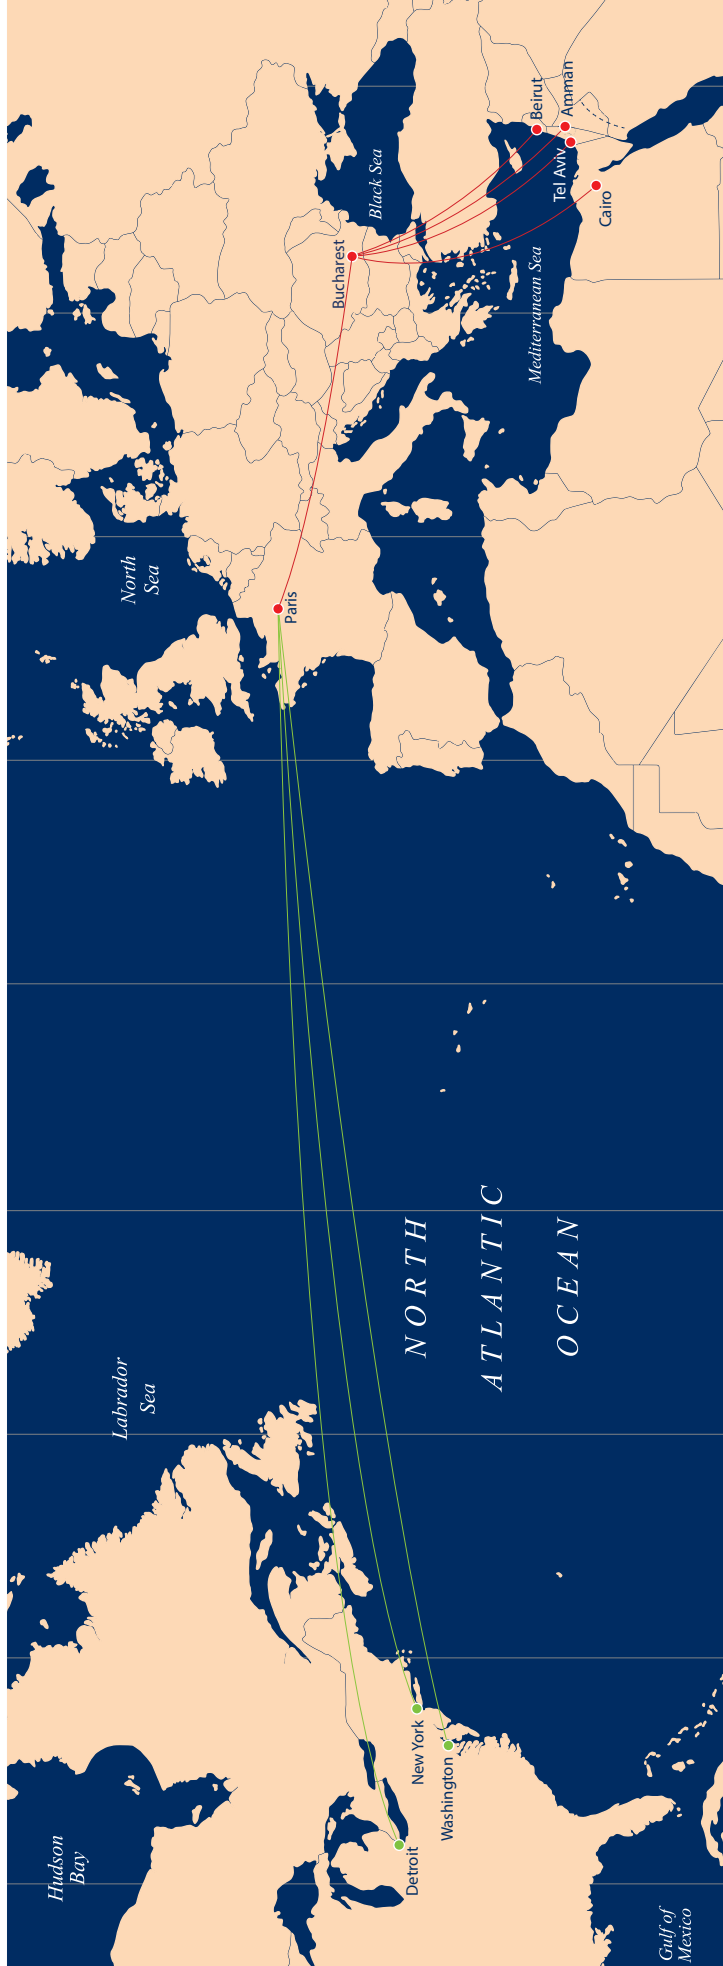 Hudson
Bay
Labrador
Sea
North
Sea
Black Sea
Bucharest
Paris
Beirut
Amman
Tel Aviv
Cairo
Mediterranean Sea
NORTH
ATLANTIC
OCEAN
Detroit
New York
Washington
Gulf of
Mexico